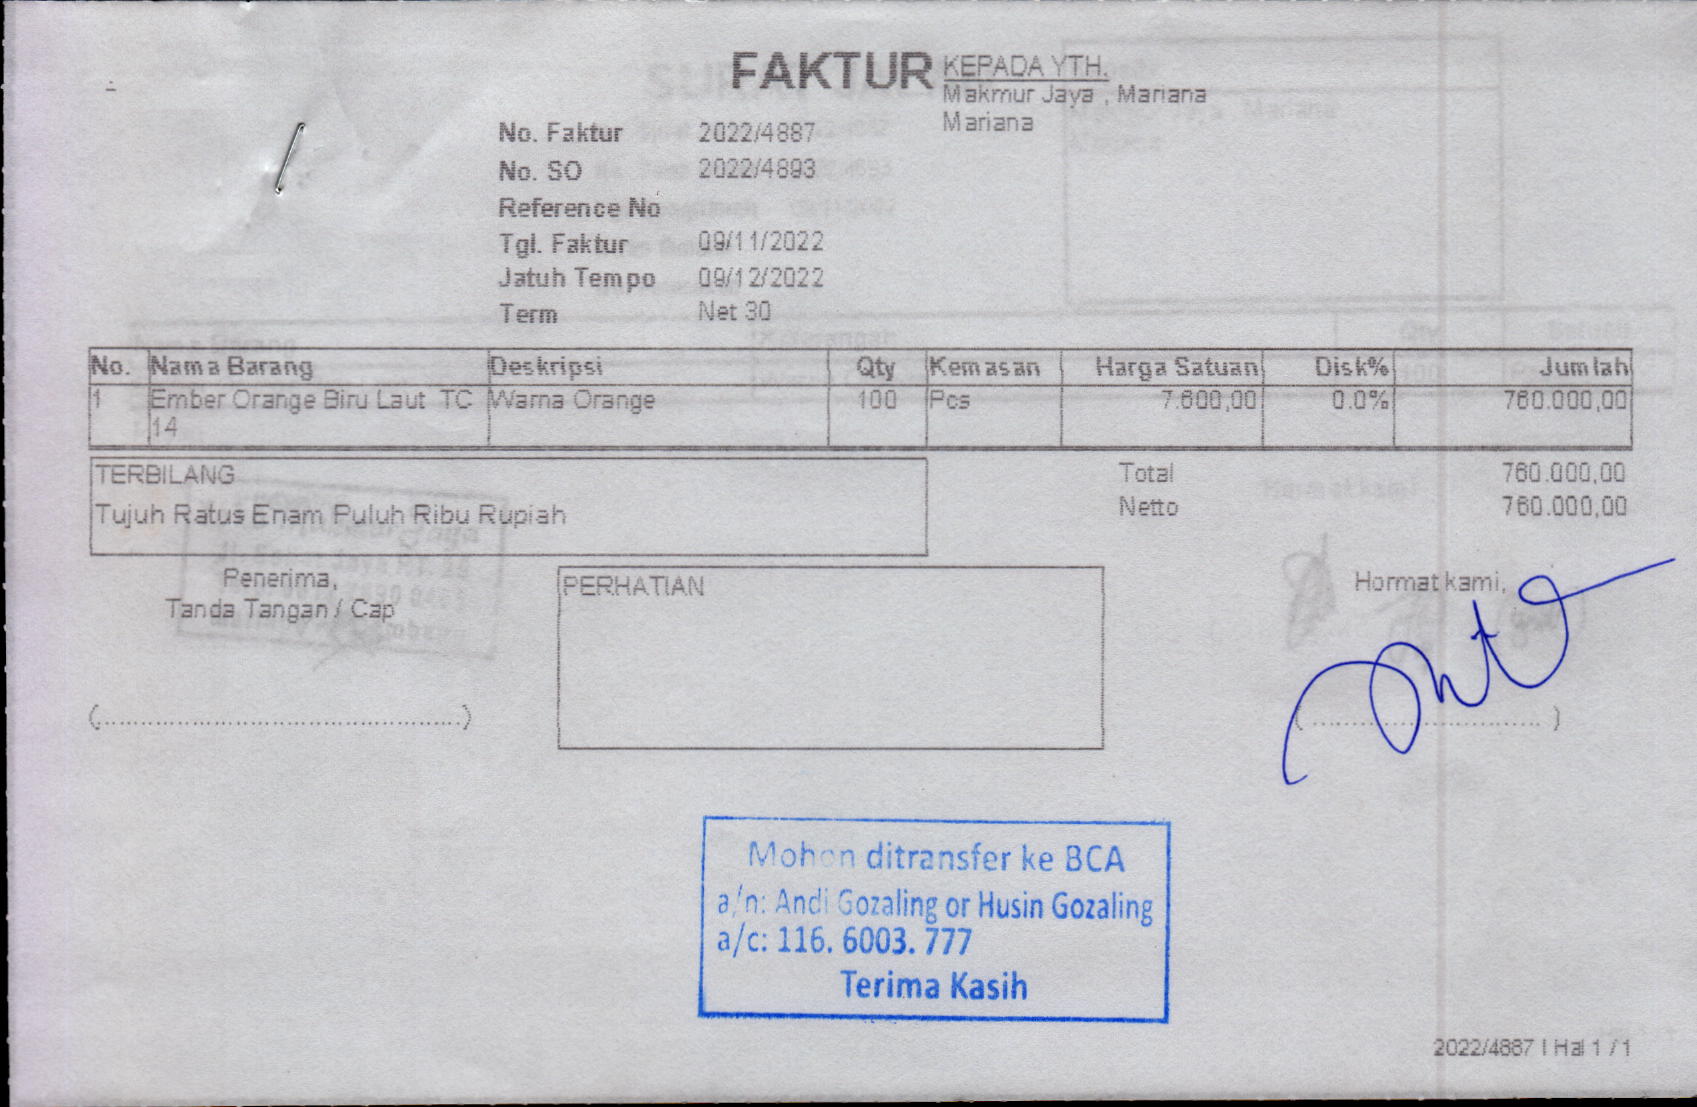 FAKTUR
KEPADA YTH.
Makmur Jaya , Mariana
Mariana
No. Faktur 2022/4887
No. SO 2022/4893
Reference No
Tgl. Faktur 09/11/2022
Jatuh Tempo 09/12/2022
Term Net 30
No. Nama Barang Deskripsi Qty Kemasan Harga Satuan Disk% Jumlah
1 Ember Orange Biru Laut TC Warna Orange 100 Pcs 7.600,00 0.0% 760.000,00
14
TERBILANG
Tujuh Ratus Enam Puluh Ribu Rupiah
Total 760.000,00
Netto 760.000,00
Penerima,
Tanda Tangan / Cap
(................................................)
PERHATIAN
Hormat kami,
( .............................. )
Mohon ditransfer ke BCA
a/n: Andi Gozaling or Husin Gozaling
a/c: 116. 6003. 777
Terima Kasih
2022/4887 | Hal 1 / 1